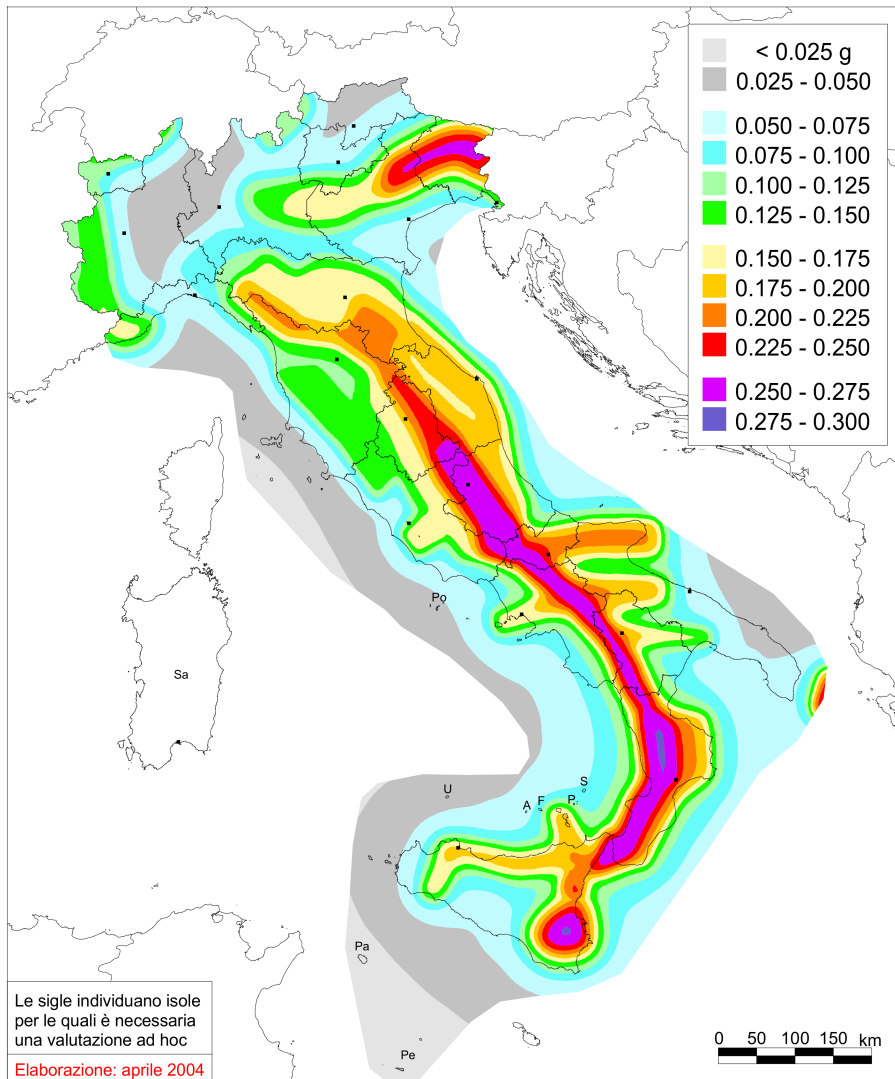 < 0.025 g
0.025 - 0.050
0.050 - 0.075
0.075 - 0.100
0.100 - 0.125
0.125 - 0.150
0.150 - 0.175
0.175 - 0.200
0.200 - 0.225
0.225 - 0.250
0.250 - 0.275
0.275 - 0.300
Po
Sa
U
A
F
P
S
Pa
Pe
Le sigle individuano isole
per le quali è necessaria
una valutazione ad hoc
Elaborazione: aprile 2004
0 50 100 150 km